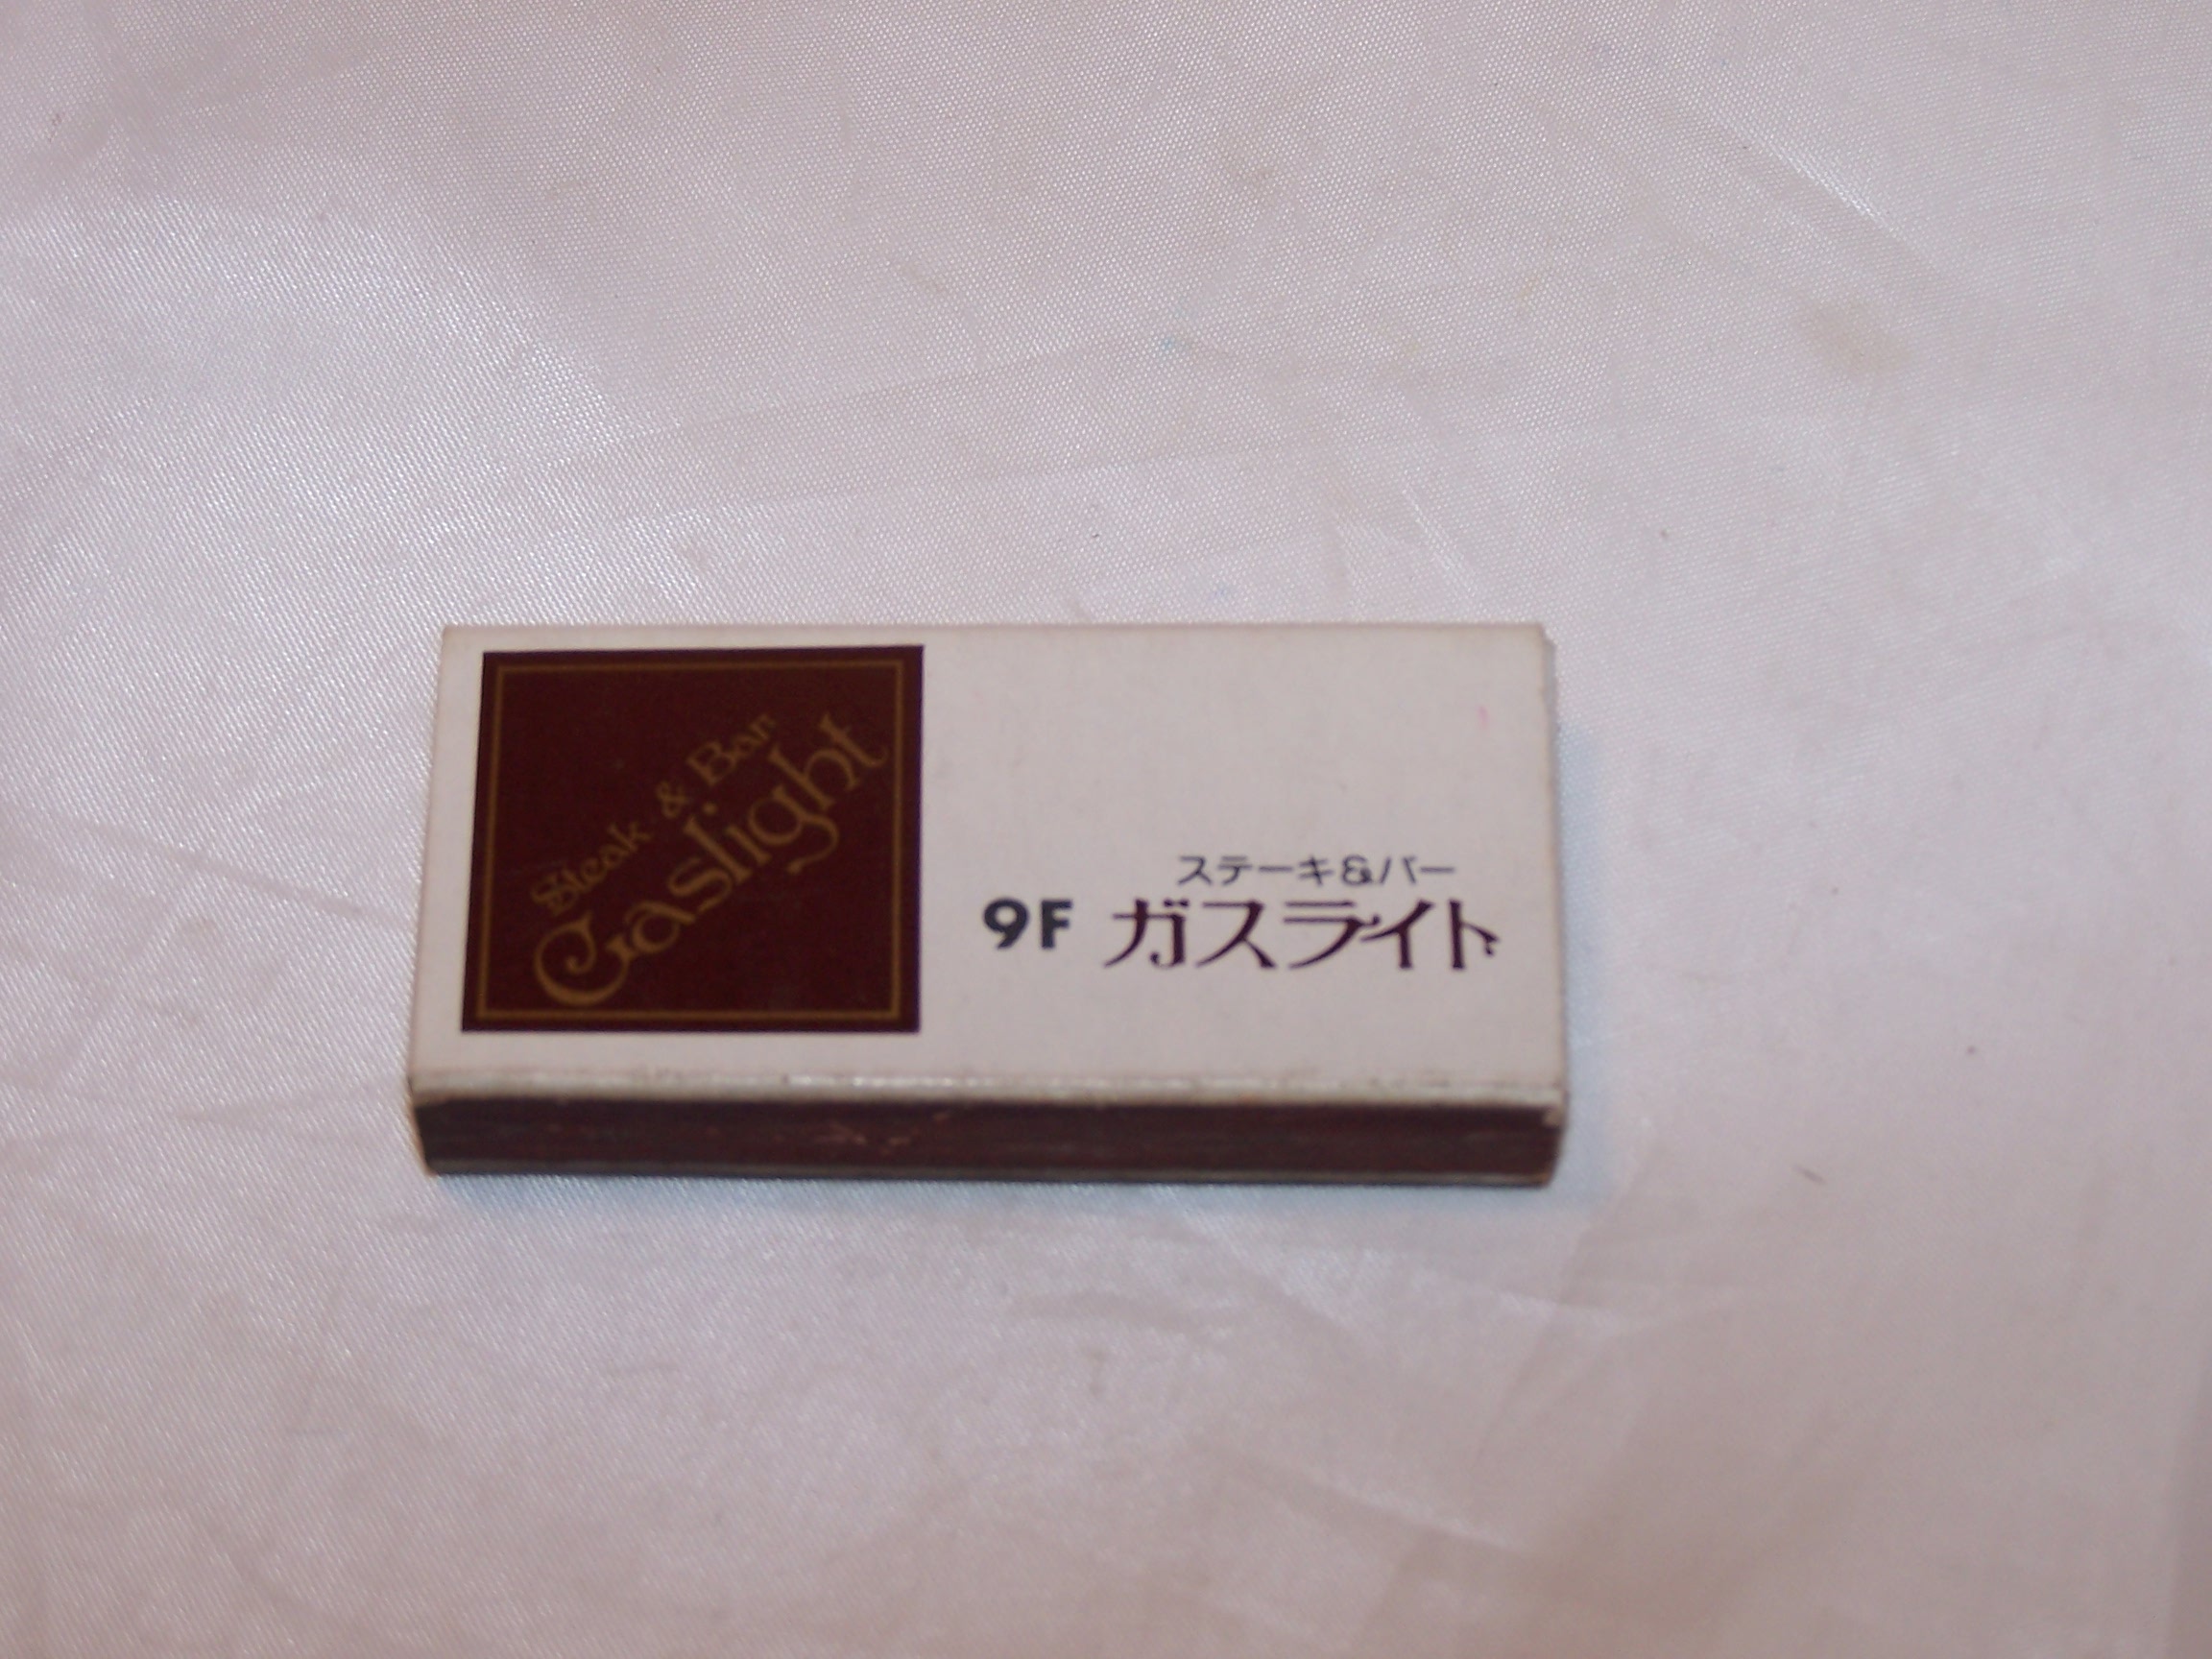 Steak & Bar
Gaslight
ステーキ&バー
9F ガスライト